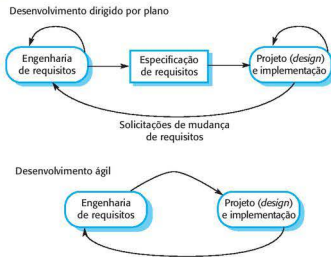 Desenvolvimento dirigido por plano
Engenharia
de requisitos
Especificação
de requisitos
Projeto (design)
e implementação
Solicitações de mudança
de requisitos
Desenvolvimento ágil
Engenharia
de requisitos
Projeto (design)
e implementação